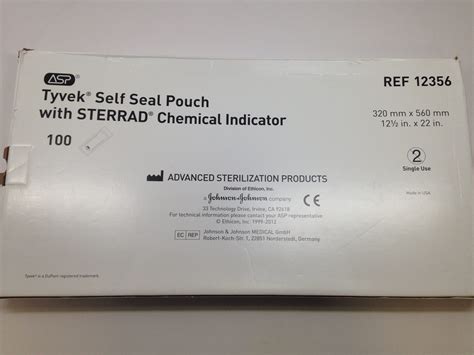 ASP
REF 12356
Tyvek® Self Seal Pouch
with STERRAD® Chemical Indicator
320 mm x 560 mm
12½ in. x 22 in.
100
2
Single Use
ADVANCED STERILIZATION PRODUCTS
Division of Ethicon, Inc.
a Johnson & Johnson company CE
Made in USA
33 Technology Drive, Irvine, CA 92618
For technical information please contact your ASP representative
© Ethicon, Inc. 1999-2012
EC REP
Johnson & Johnson MEDICAL GmbH
Robert-Koch-Str. 1, 22851 Norderstedt, Germany
Tyvek® is a DuPont registered trademark.